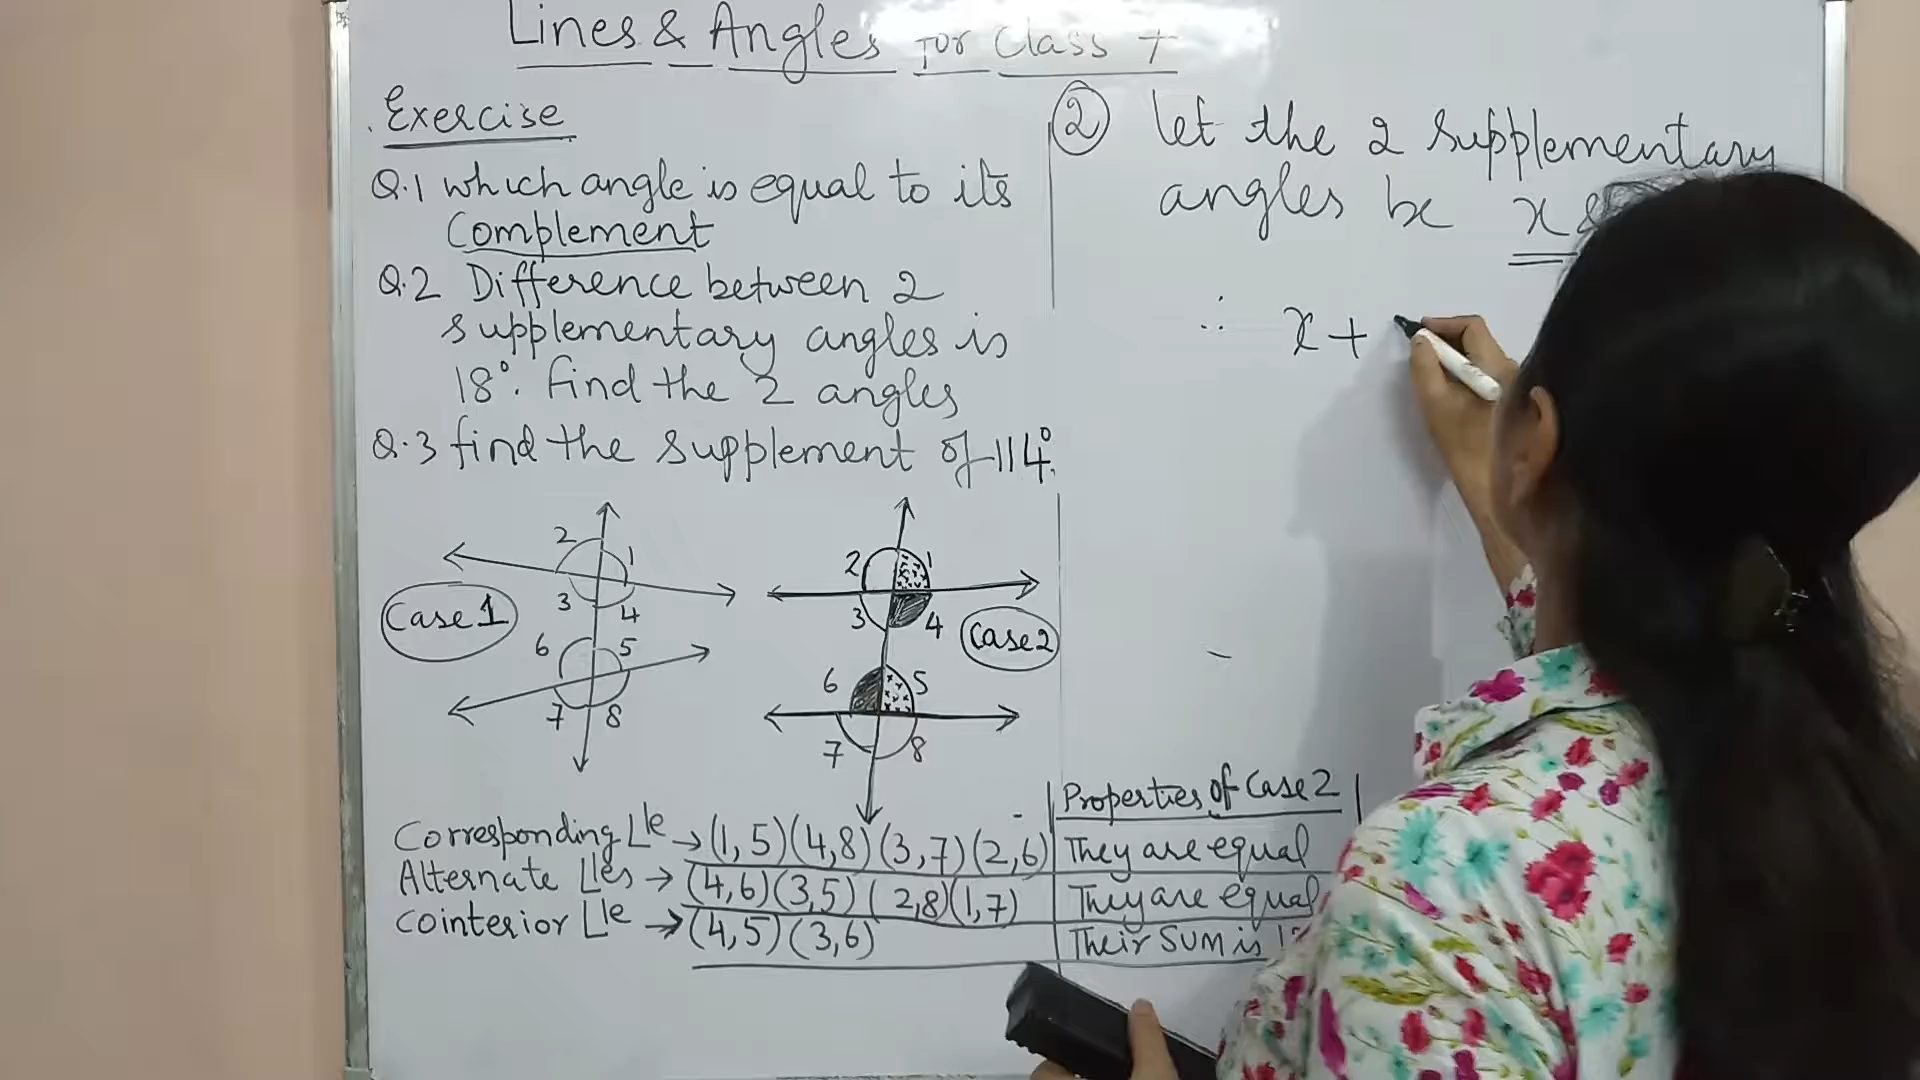 Lines & Angles for Class 7
Exercise
Q.1 which angle is equal to its
Complement
Q.2 Difference between 2
supplementary angles is
18°. find the 2 angles
Q.3 find the supplement of 114°.
2
1
3
4
6
5
7
8
Case 1
2
1
3
4
6
5
7
8
Case 2
Corresponding Lle → (1,5) (4,8) (3,7) (2,6)
Alternate Lles → (4,6) (3,5) (2,8) (1,7)
Cointerior Lle → (4,5) (3,6)
Properties of Case 2
They are equal
They are equal
Their SUM is
2
let the 2 supplementary
angles be x &
∴ x +